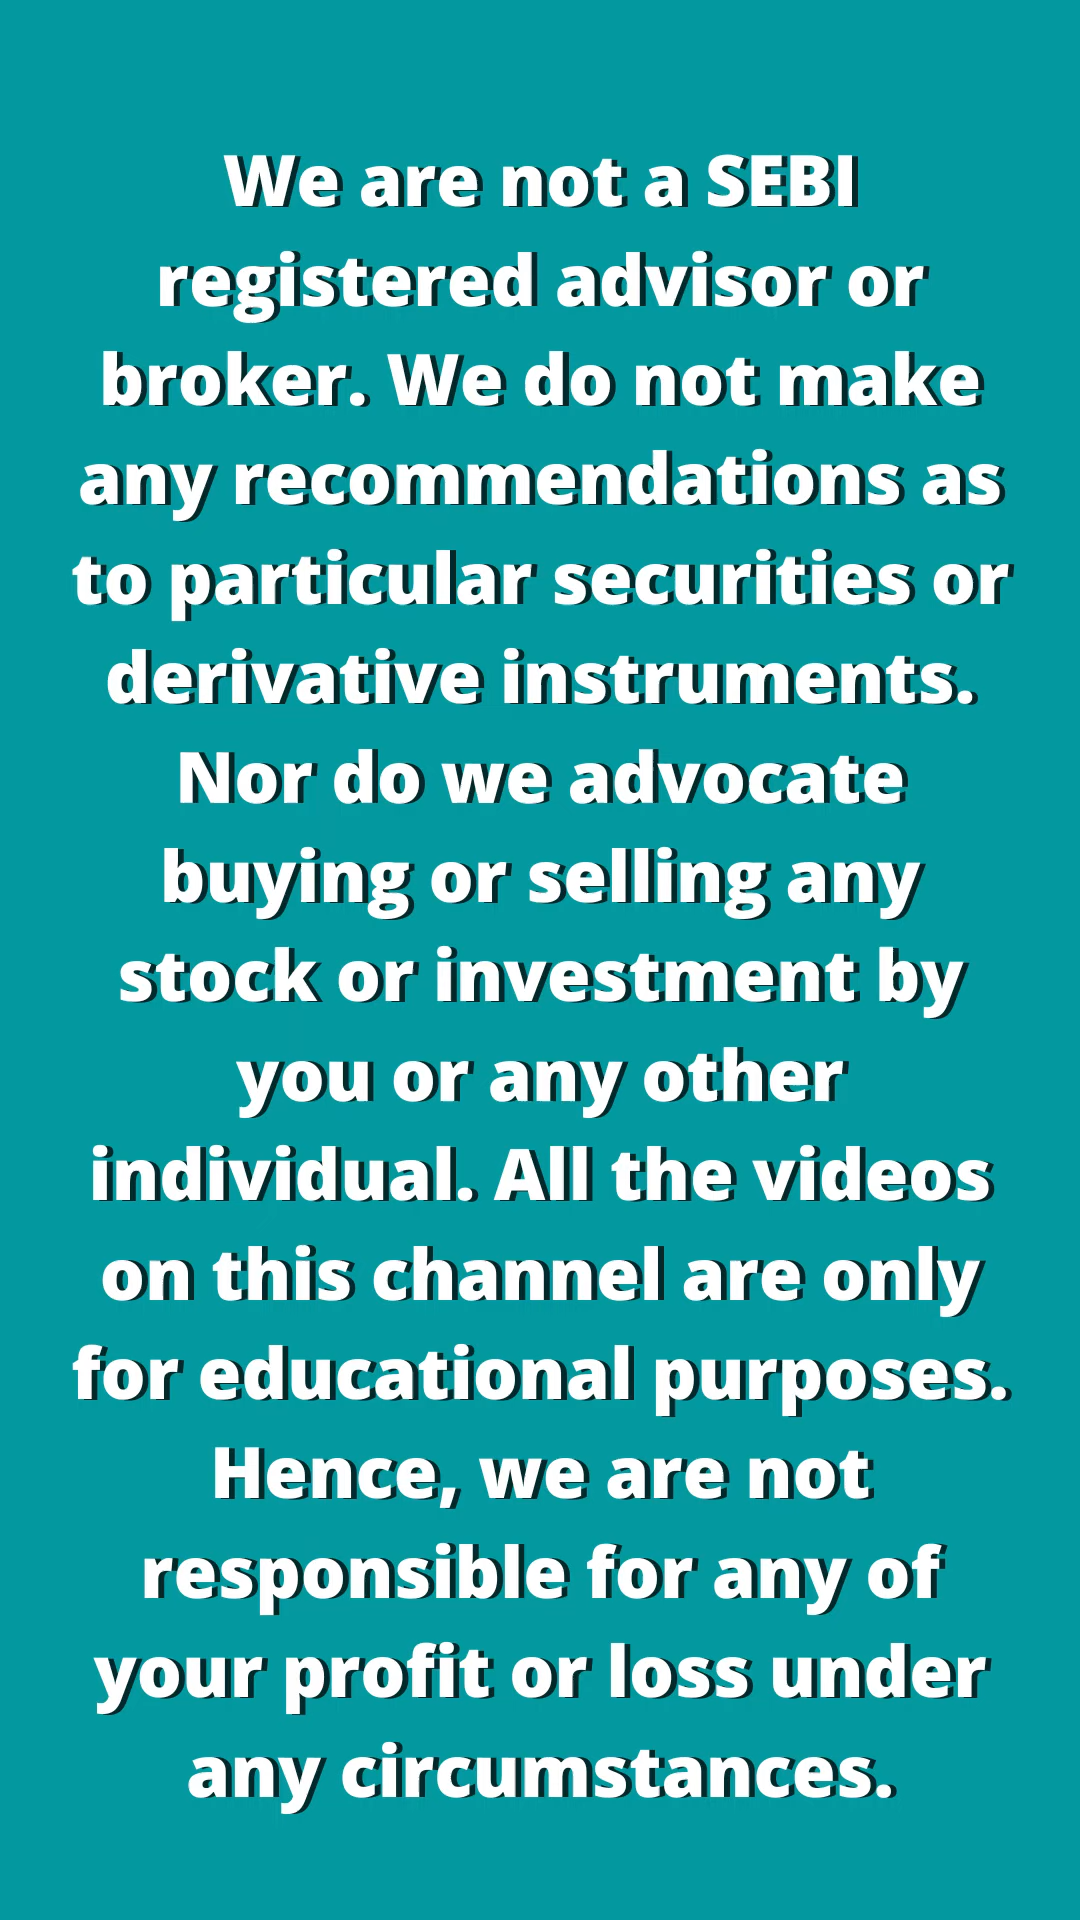 We are not a SEBI
registered advisor or
broker. We do not make
any recommendations as
to particular securities or
derivative instruments.
Nor do we advocate
buying or selling any
stock or investment by
you or any other
individual. All the videos
on this channel are only
for educational purposes.
Hence, we are not
responsible for any of
your profit or loss under
any circumstances.